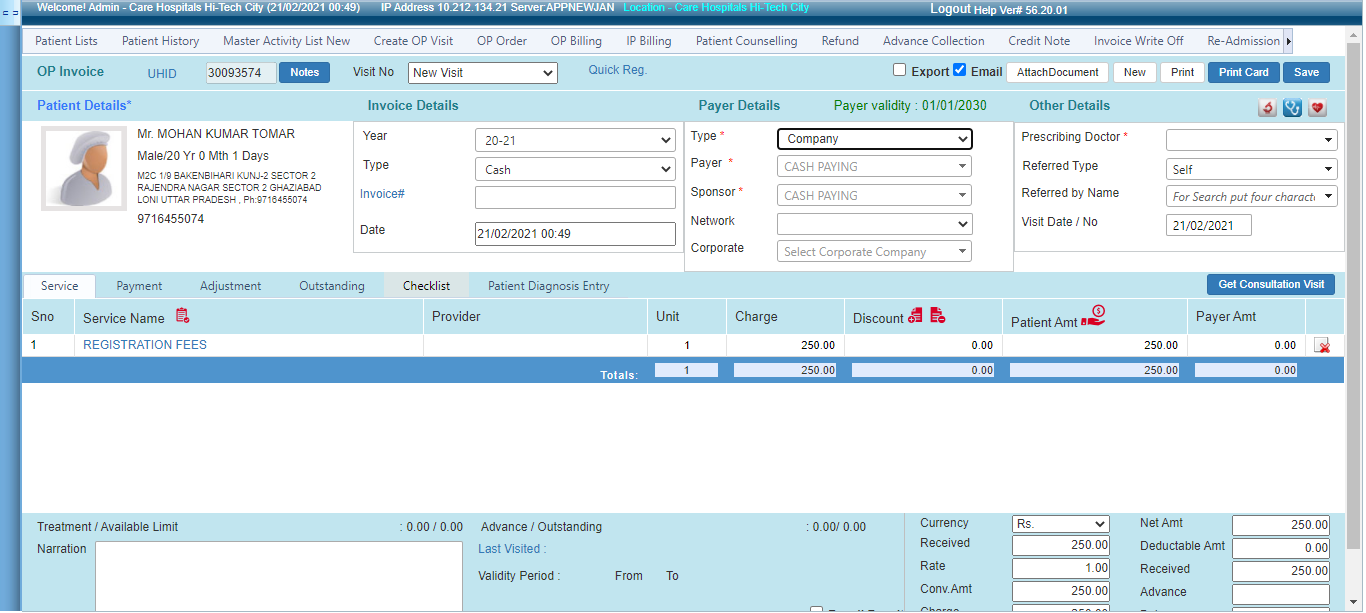 Welcome! Admin - Care Hospitals Hi-Tech City (21/02/2021 00:49) IP Address 10.212.134.21 Server:APPNEWJAN Location - Care Hospitals Hi-Tech City Logout Help Ver# 56.20.01
Patient Lists Patient History Master Activity List New Create OP Visit OP Order OP Billing IP Billing Patient Counselling Refund Advance Collection Credit Note Invoice Write Off Re-Admission
OP Invoice UHID 30093574 Notes Visit No New Visit Quick Reg. Export Email AttachDocument New Print Print Card Save
Patient Details* Invoice Details Payer Details Payer validity : 01/01/2030 Other Details
Mr. MOHAN KUMAR TOMAR
Male/20 Yr 0 Mth 1 Days
M2C 1/9 BAKENBIHARI KUNJ-2 SECTOR 2
RAJENDRA NAGAR SECTOR 2 GHAZIABAD
LONI UTTAR PRADESH , Ph:9716455074
9716455074
Year 20-21
Type Cash
Invoice#
Date 21/02/2021 00:49
Type * Company
Payer * CASH PAYING
Sponsor * CASH PAYING
Network
Corporate Select Corporate Company
Prescribing Doctor *
Referred Type Self
Referred by Name For Search put four charact
Visit Date / No 21/02/2021
Service Payment Adjustment Outstanding Checklist Patient Diagnosis Entry Get Consultation Visit
Sno Service Name Provider Unit Charge Discount Patient Amt Payer Amt
1 REGISTRATION FEES 1 250.00 0.00 250.00 0.00
Totals: 1 250.00 0.00 250.00 0.00
Treatment / Available Limit : 0.00 / 0.00 Advance / Outstanding : 0.00/ 0.00
Narration Last Visited :
Validity Period : From To
Currency Rs. Net Amt 250.00
Received 250.00 Deductable Amt 0.00
Rate 1.00 Received 250.00
Conv.Amt 250.00 Advance